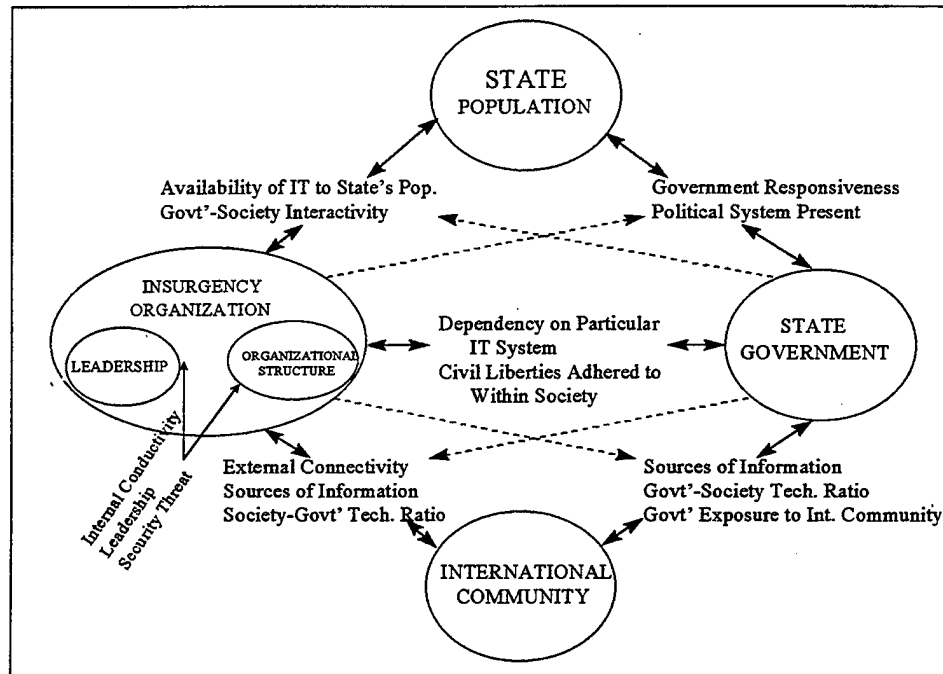 STATE
POPULATION
Availability of IT to State's Pop.
Govt'-Society Interactivity
Government Responsiveness
Political System Present
INSURGENCY
ORGANIZATION
LEADERSHIP
ORGANIZATIONAL
STRUCTURE
Dependency on Particular
IT System
Civil Liberties Adhered to
Within Society
STATE
GOVERNMENT
Internal Conductivity
Leadership
Security Threat
External Connectivity
Sources of Information
Society-Govt' Tech. Ratio
Sources of Information
Govt'-Society Tech. Ratio
Govt' Exposure to Int. Community
INTERNATIONAL
COMMUNITY